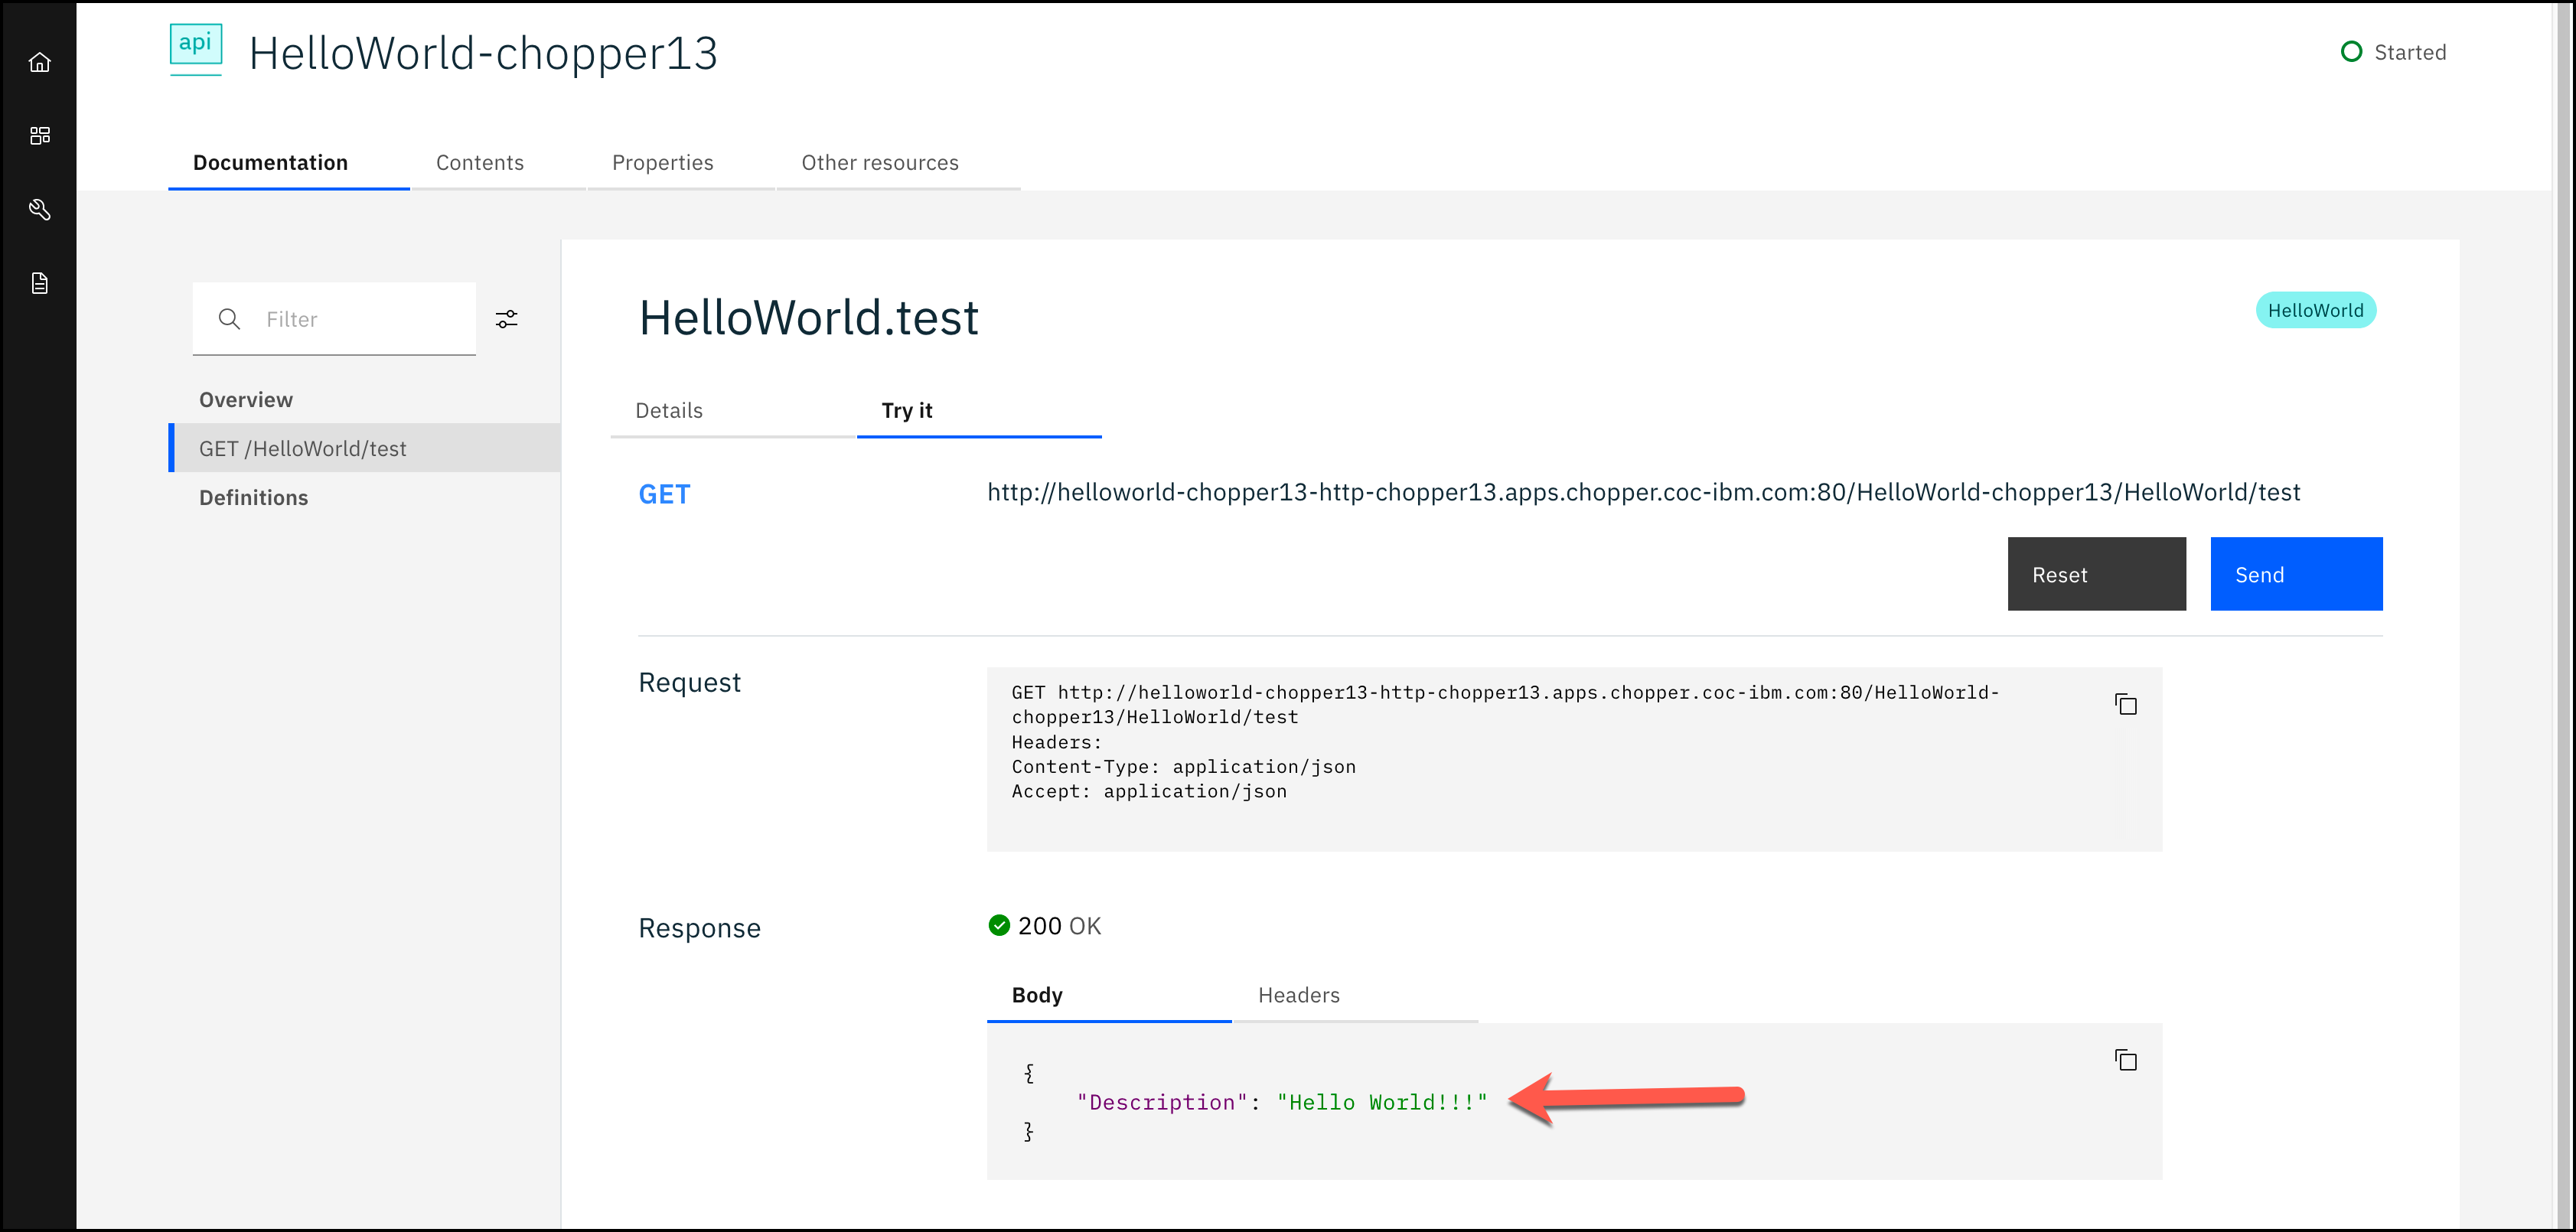 api
HelloWorld-chopper13
Started
Documentation
Contents
Properties
Other resources
Filter
Overview
GET /HelloWorld/test
Definitions
HelloWorld.test
HelloWorld
Details
Try it
GET
http://helloworld-chopper13-http-chopper13.apps.chopper.coc-ibm.com:80/HelloWorld-chopper13/HelloWorld/test
Reset
Send
Request
GET http://helloworld-chopper13-http-chopper13.apps.chopper.coc-ibm.com:80/HelloWorld-
chopper13/HelloWorld/test
Headers:
Content-Type: application/json
Accept: application/json
Response
200 OK
Body
Headers
{
"Description": "Hello World!!!"
}